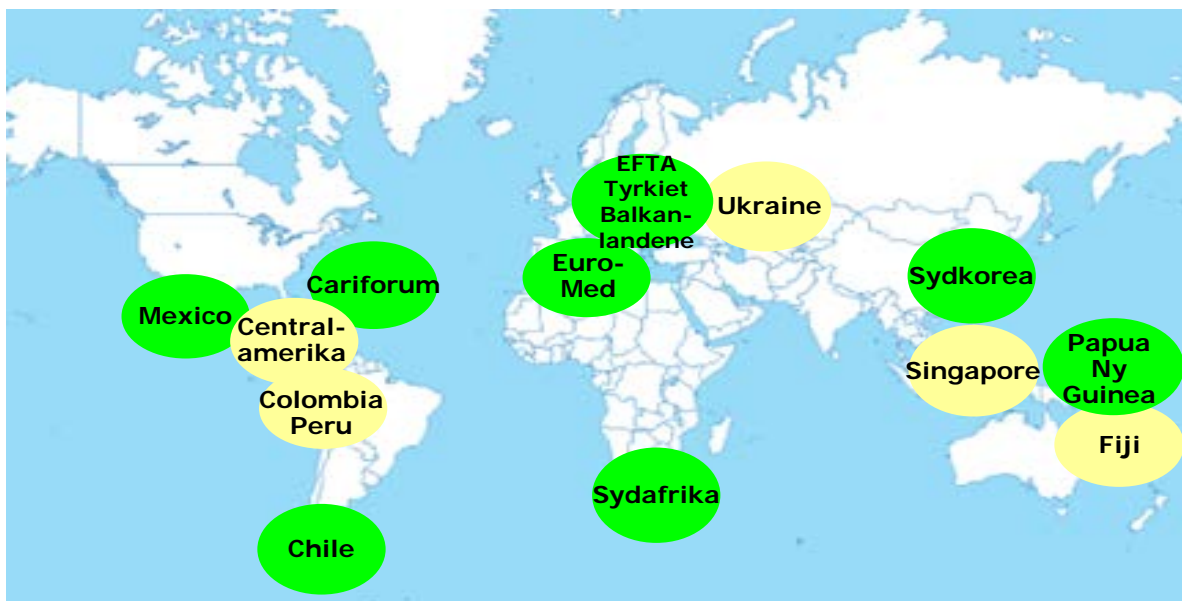 EFTA
Tyrkiet
Balkan-
landene
Ukraine
Euro-
Med
Cariforum
Sydkorea
Mexico
Central-
amerika
Singapore
Papua
Ny
Guinea
Colombia
Peru
Fiji
Sydafrika
Chile